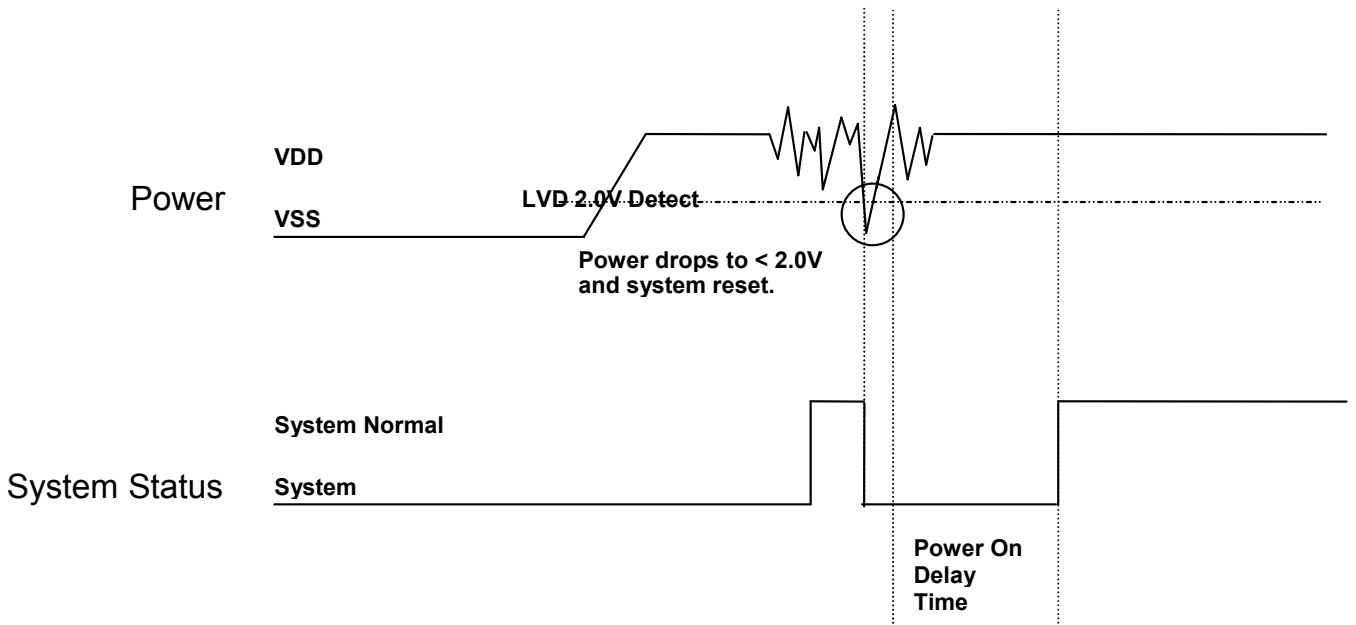 VDD
Power
LVD 2.0V Detect
VSS
Power drops to < 2.0V
and system reset.
System Normal
System Status
System
Power On
Delay
Time